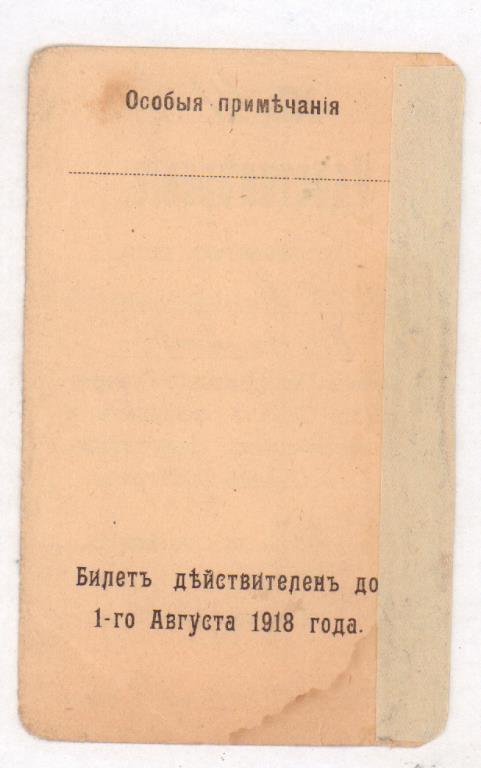 Особыя примѣчанія
Билетъ дѣйствителенъ до
1-го Августа 1918 года.